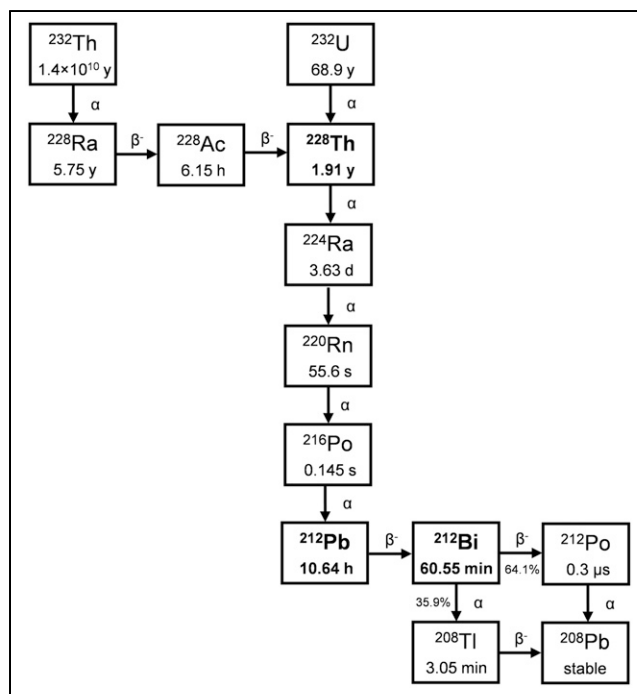 ²³²Th ²³²U
1.4×10¹⁰ y 68.9 y
α α
²²⁸Ra β⁻ ²²⁸Ac β⁻ ²²⁸Th
5.75 y 6.15 h 1.91 y
α
²²⁴Ra
3.63 d
α
²²⁰Rn
55.6 s
α
²¹⁶Po
0.145 s
α
²¹²Pb β⁻ ²¹²Bi β⁻ ²¹²Po
10.64 h 60.55 min 64.1% 0.3 µs
35.9% α α
²⁰⁸Tl β⁻ ²⁰⁸Pb
3.05 min stable